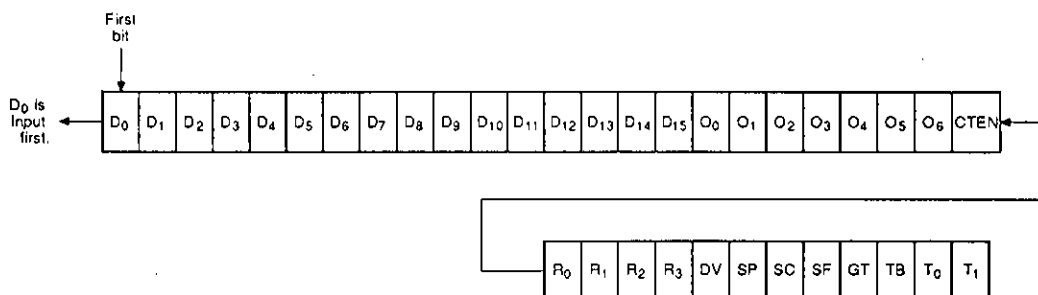 First
bit
D0 is
Input
first.
D0 D1 D2 D3 D4 D5 D6 D7 D8 D9 D10 D11 D12 D13 D14 D15 O0 O1 O2 O3 O4 O5 O6 CTEN
R0 R1 R2 R3 DV SP SC SF GT TB T0 T1